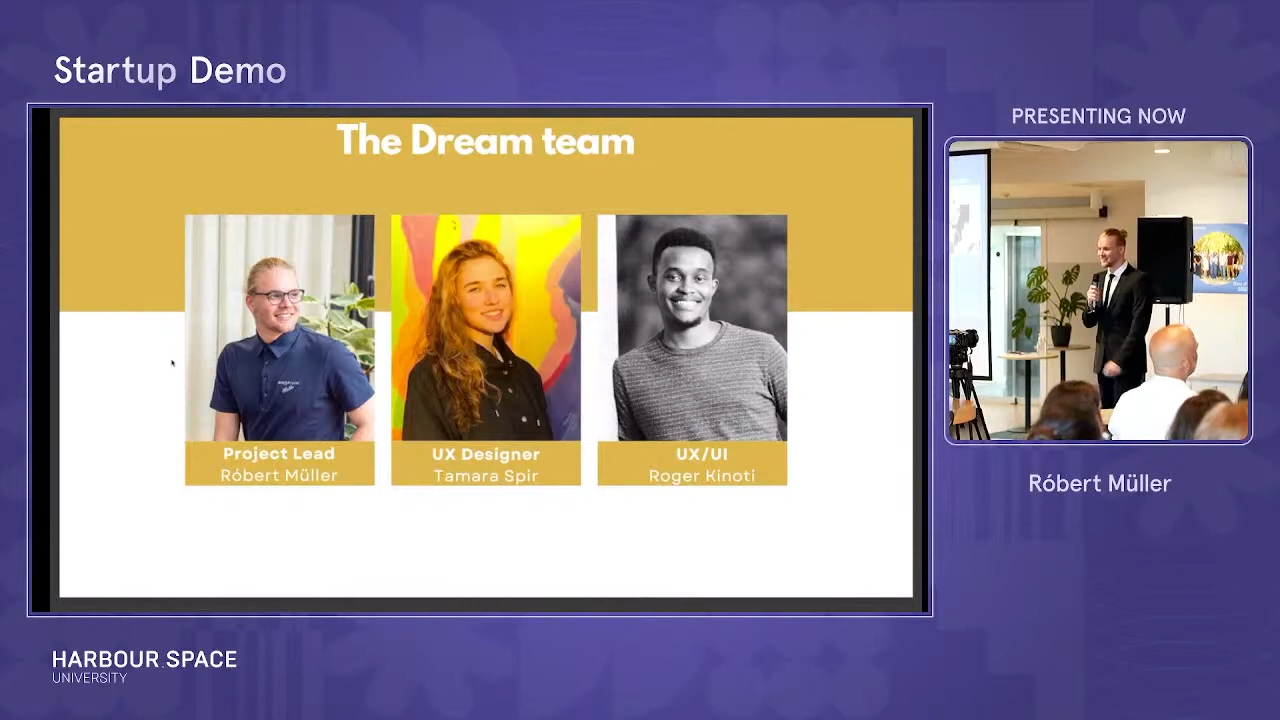 Startup Demo
The Dream team
Project Lead
Róbert Müller
UX Designer
Tamara Spir
UX/UI
Roger Kinoti
PRESENTING NOW
Róbert Müller
HARBOUR.SPACE
UNIVERSITY